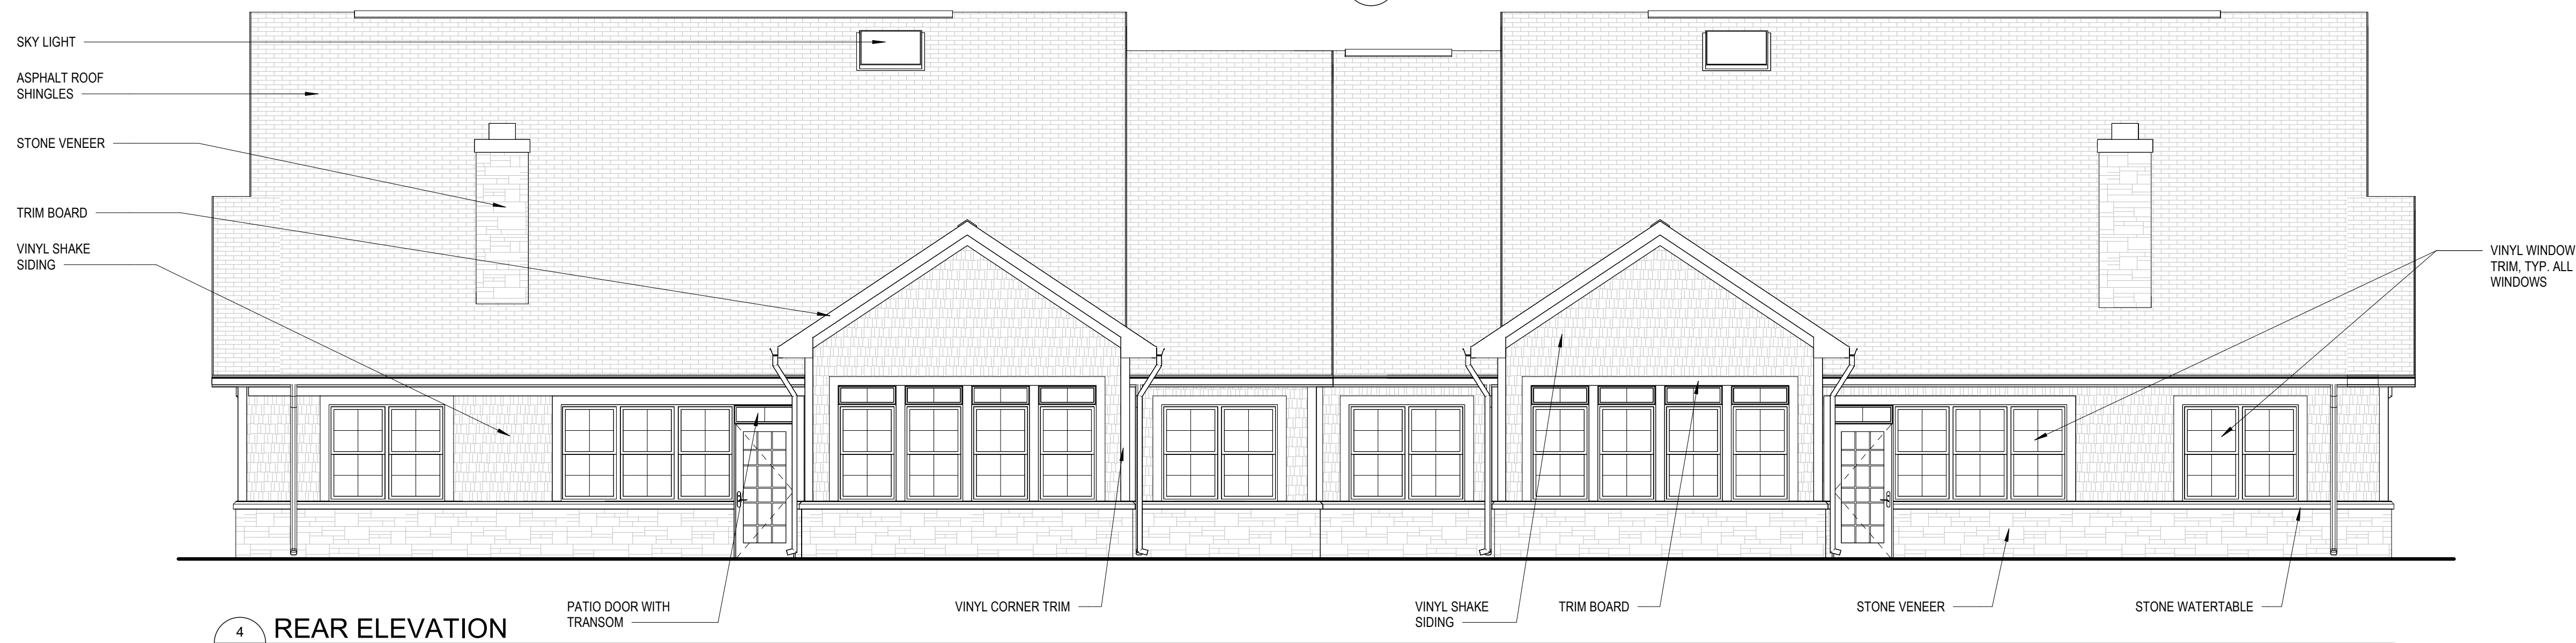 SKY LIGHT
ASPHALT ROOF
SHINGLES
STONE VENEER
TRIM BOARD
VINYL SHAKE
SIDING
VINYL WINDOW
TRIM, TYP. ALL
WINDOWS
PATIO DOOR WITH
TRANSOM
VINYL CORNER TRIM
VINYL SHAKE
SIDING
TRIM BOARD
STONE VENEER
STONE WATERTABLE
4 REAR ELEVATION